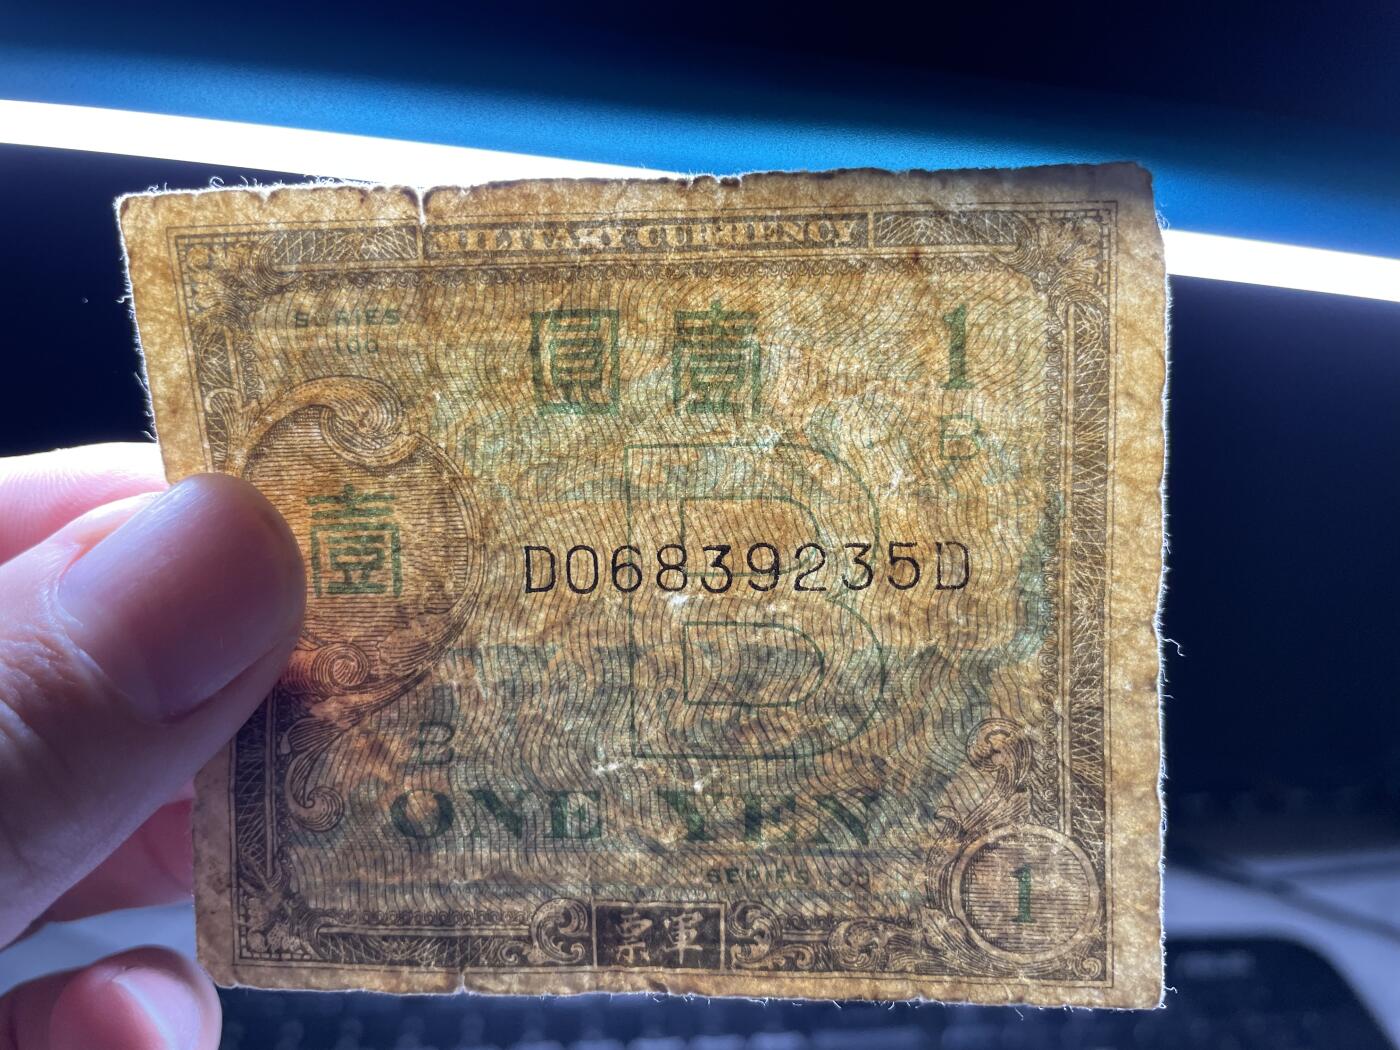 MILITARY CURRENCY
SERIES
100
圓 壹
1
B
壹
D06839235D
B
B
ONE YEN
SERIES 100
票軍
1